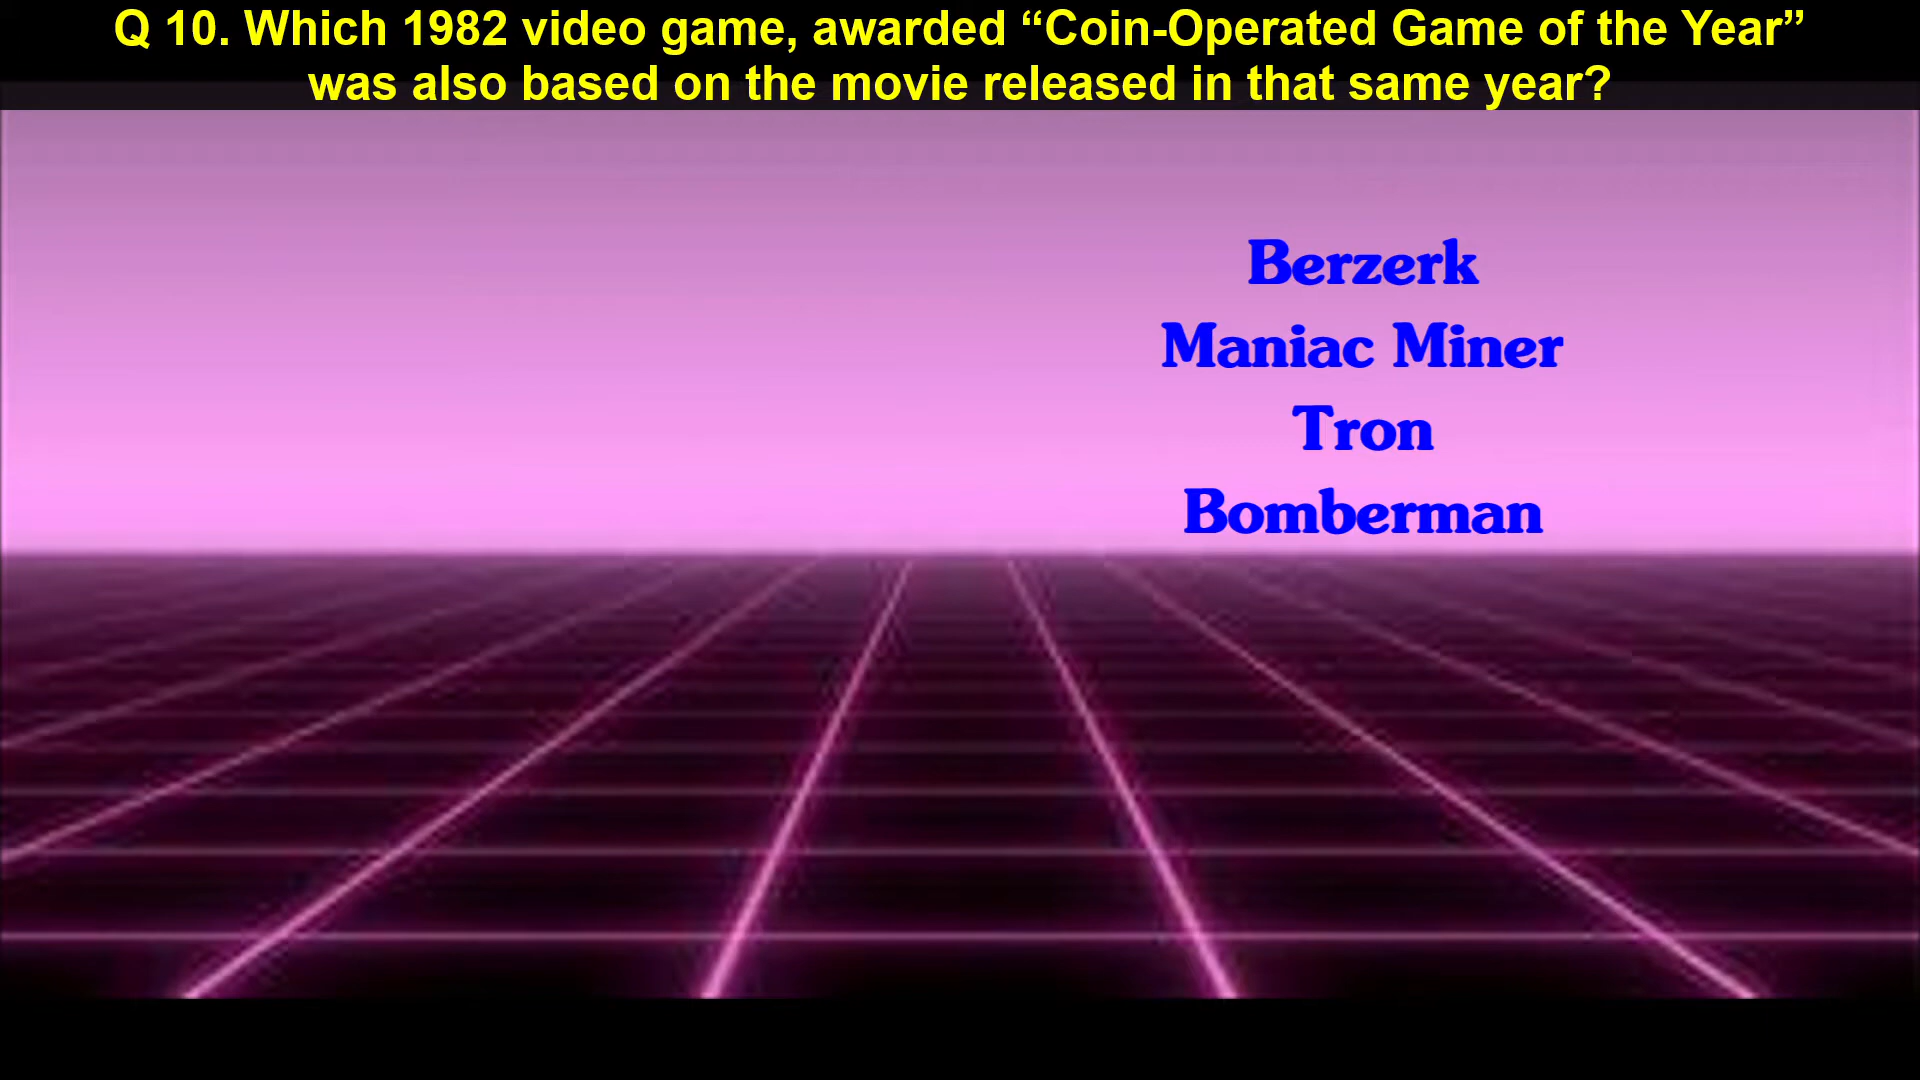 Q 10. Which 1982 video game, awarded “Coin-Operated Game of the Year”
was also based on the movie released in that same year?
Berzerk
Maniac Miner
Tron
Bomberman